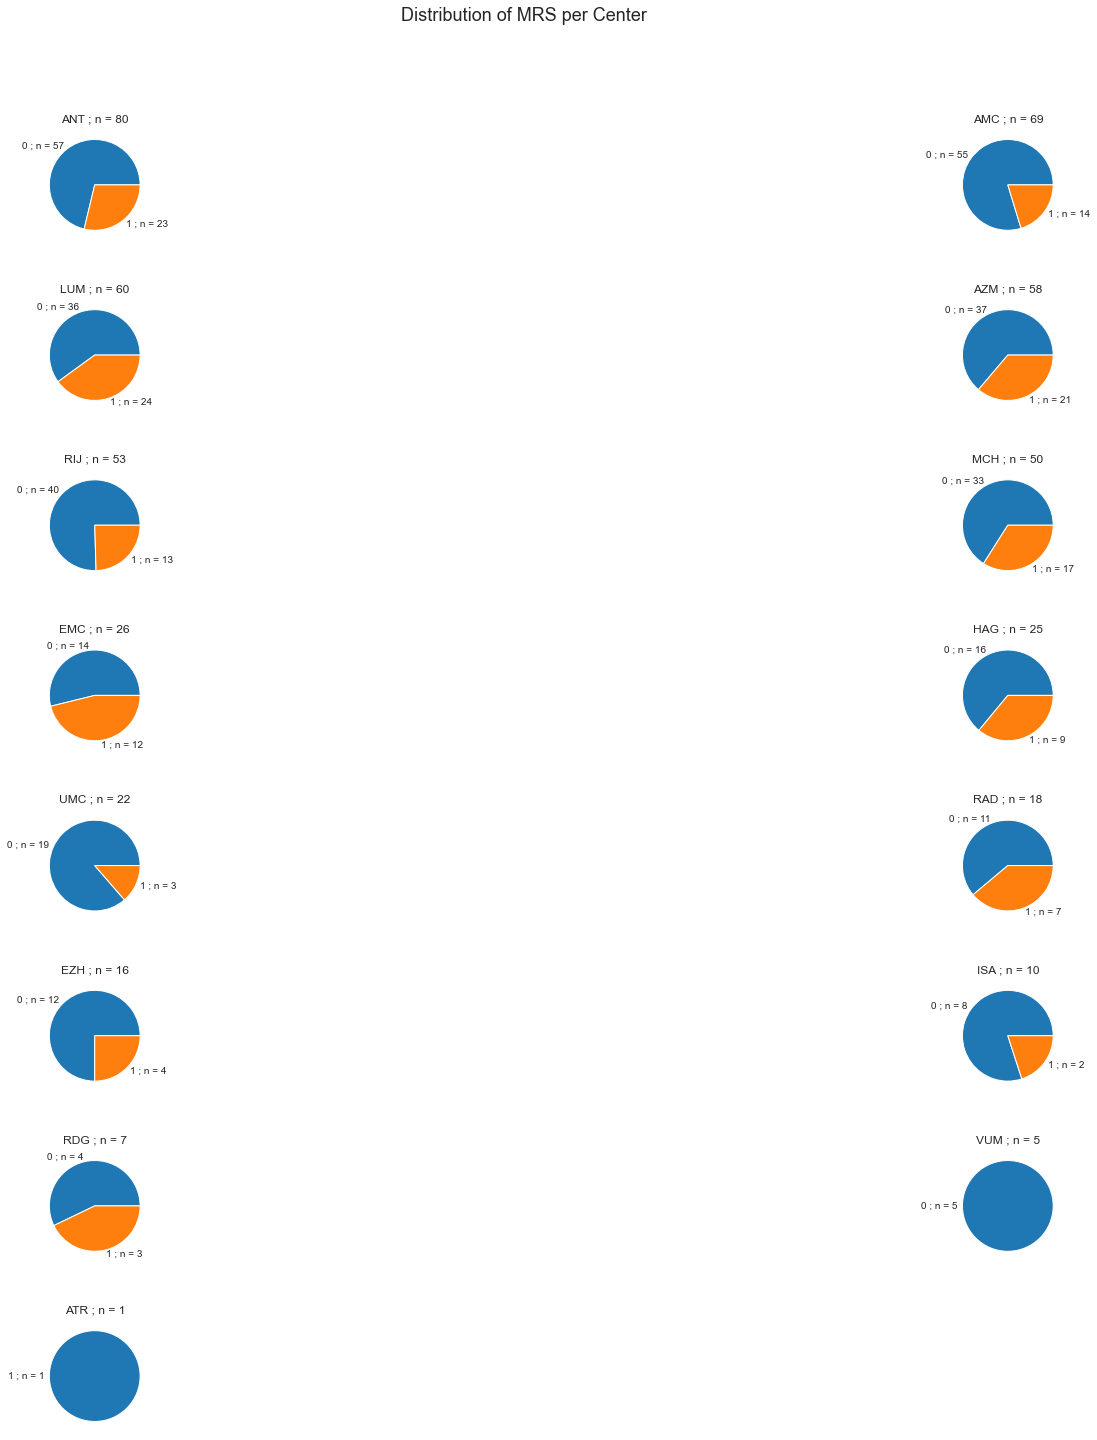 Distribution of MRS per Center
ANT ; n = 80
0 ; n = 57
1 ; n = 23
AMC ; n = 69
0 ; n = 55
1 ; n = 14
LUM ; n = 60
0 ; n = 36
1 ; n = 24
AZM ; n = 58
0 ; n = 37
1 ; n = 21
RIJ ; n = 53
0 ; n = 40
1 ; n = 13
MCH ; n = 50
0 ; n = 33
1 ; n = 17
EMC ; n = 26
0 ; n = 14
1 ; n = 12
HAG ; n = 25
0 ; n = 16
1 ; n = 9
UMC ; n = 22
0 ; n = 19
1 ; n = 3
RAD ; n = 18
0 ; n = 11
1 ; n = 7
EZH ; n = 16
0 ; n = 12
1 ; n = 4
ISA ; n = 10
0 ; n = 8
1 ; n = 2
RDG ; n = 7
0 ; n = 4
1 ; n = 3
VUM ; n = 5
0 ; n = 5
ATR ; n = 1
1 ; n = 1